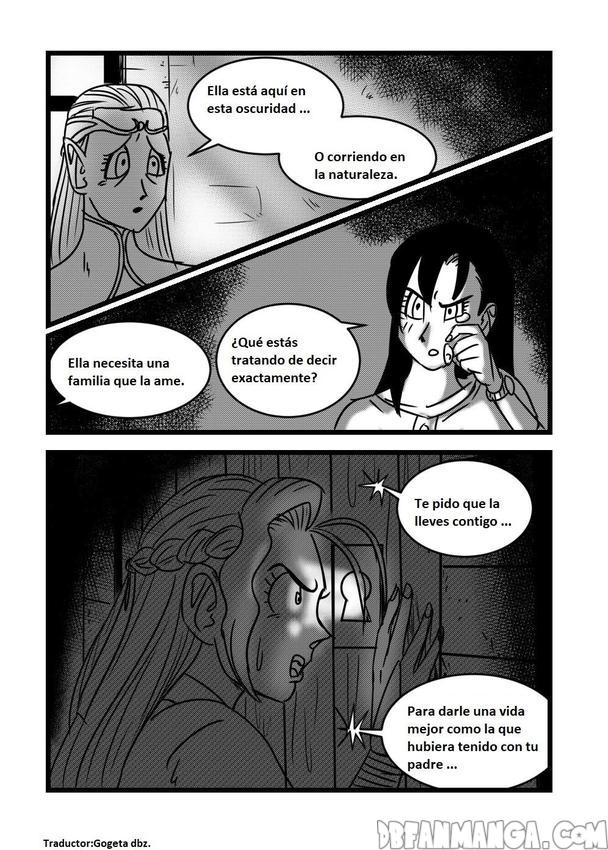 Ella está aquí en
esta oscuridad ...
O corriendo en
la naturaleza.
Ella necesita una
familia que la ame.
¿Qué estás
tratando de decir
exactamente?
Te pido que la
lleves contigo ...
Para darle una vida
mejor como la que
hubiera tenido con tu
padre ...
Traductor:Gogeta dbz.
DBFANMANGA.COM